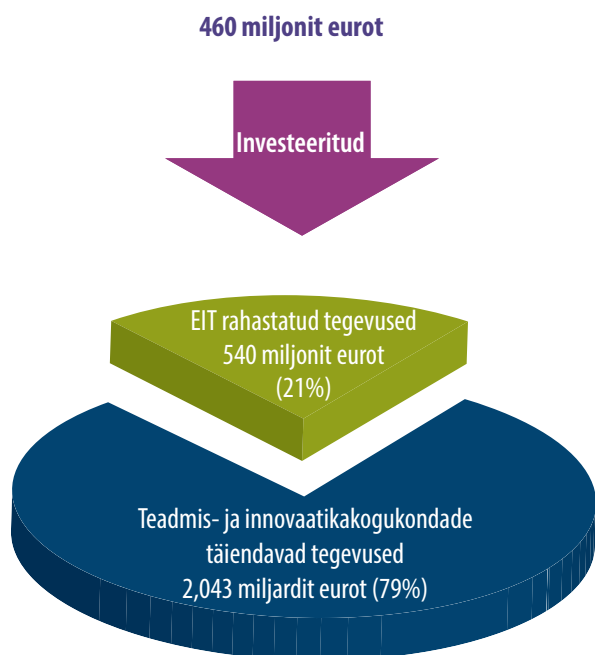 460 miljonit eurot
Investeeritud
EIT rahastatud tegevused
540 miljonit eurot
(21%)
Teadmis- ja innovaatikakogukondade
täiendavad tegevused
2,043 miljardit eurot (79%)